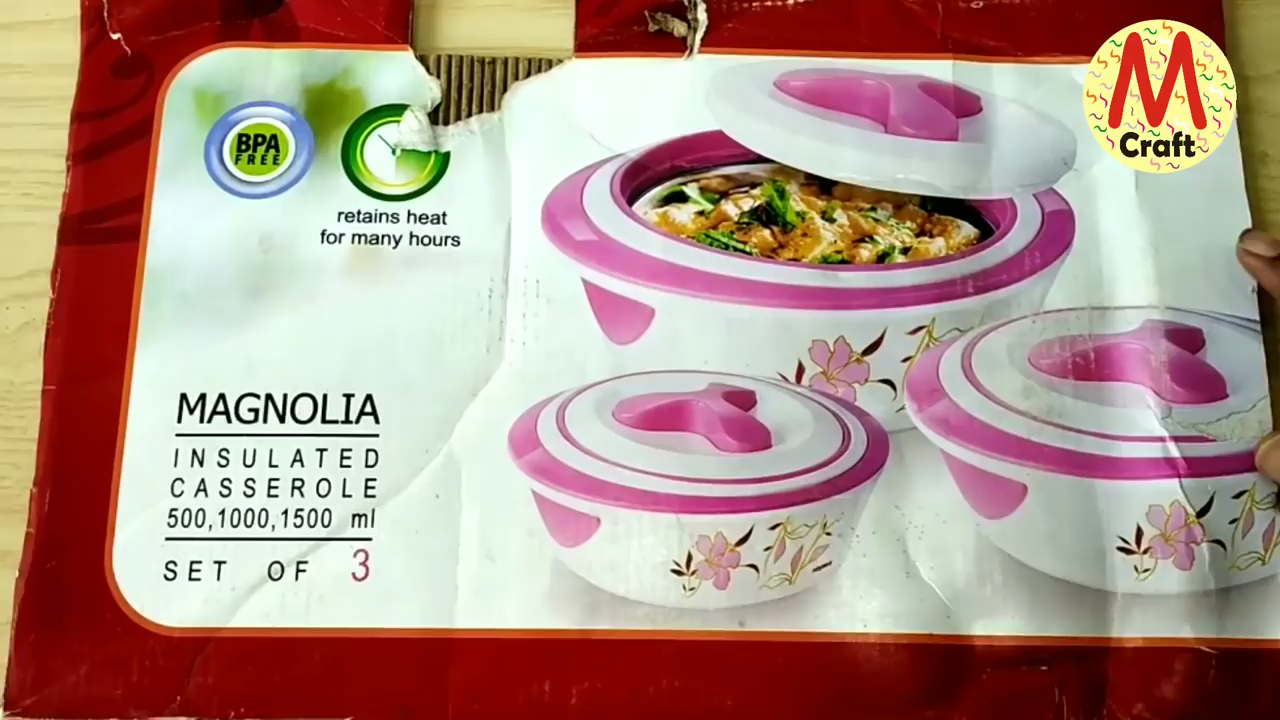 BPA
FREE
retains heat
for many hours
MAGNOLIA
INSULATED
CASSEROLE
500,1000,1500 ml
SET OF 3
M
Craft